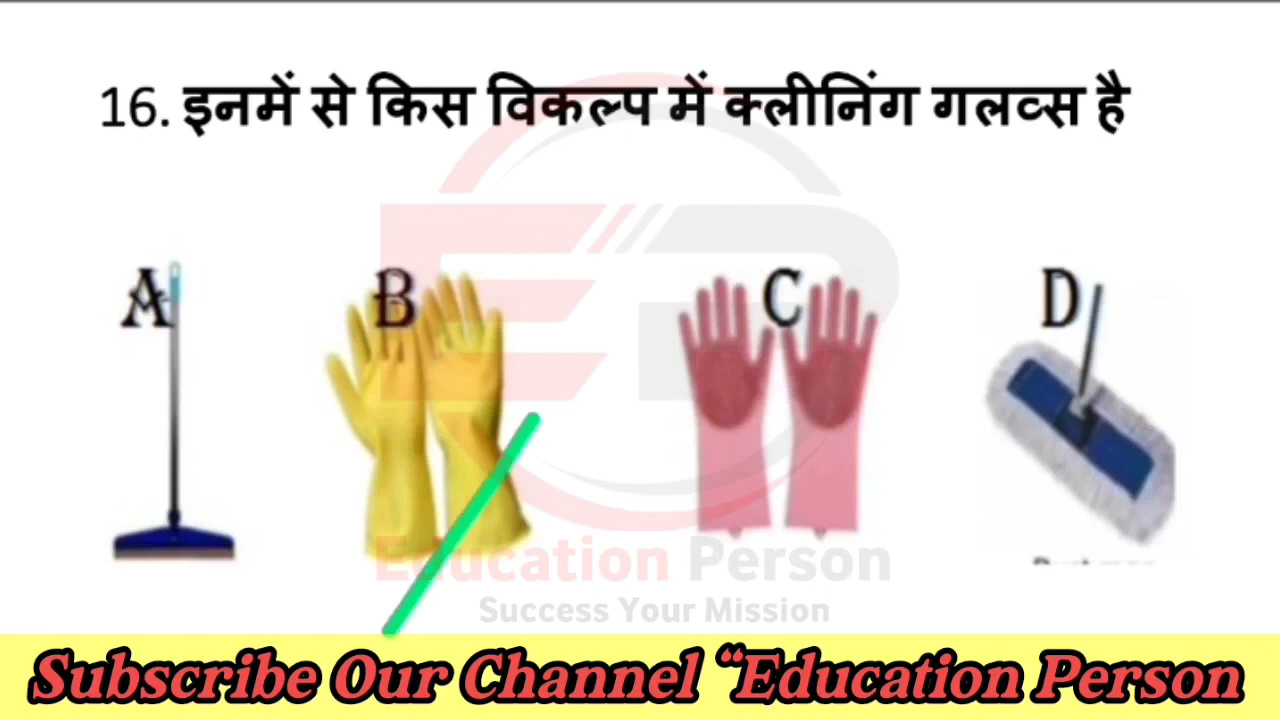 16. इनमें से किस विकल्प में क्लीनिंग गलव्स है
A B C D
Education Person
Success Your Mission
Subscribe Our Channel “Education Person